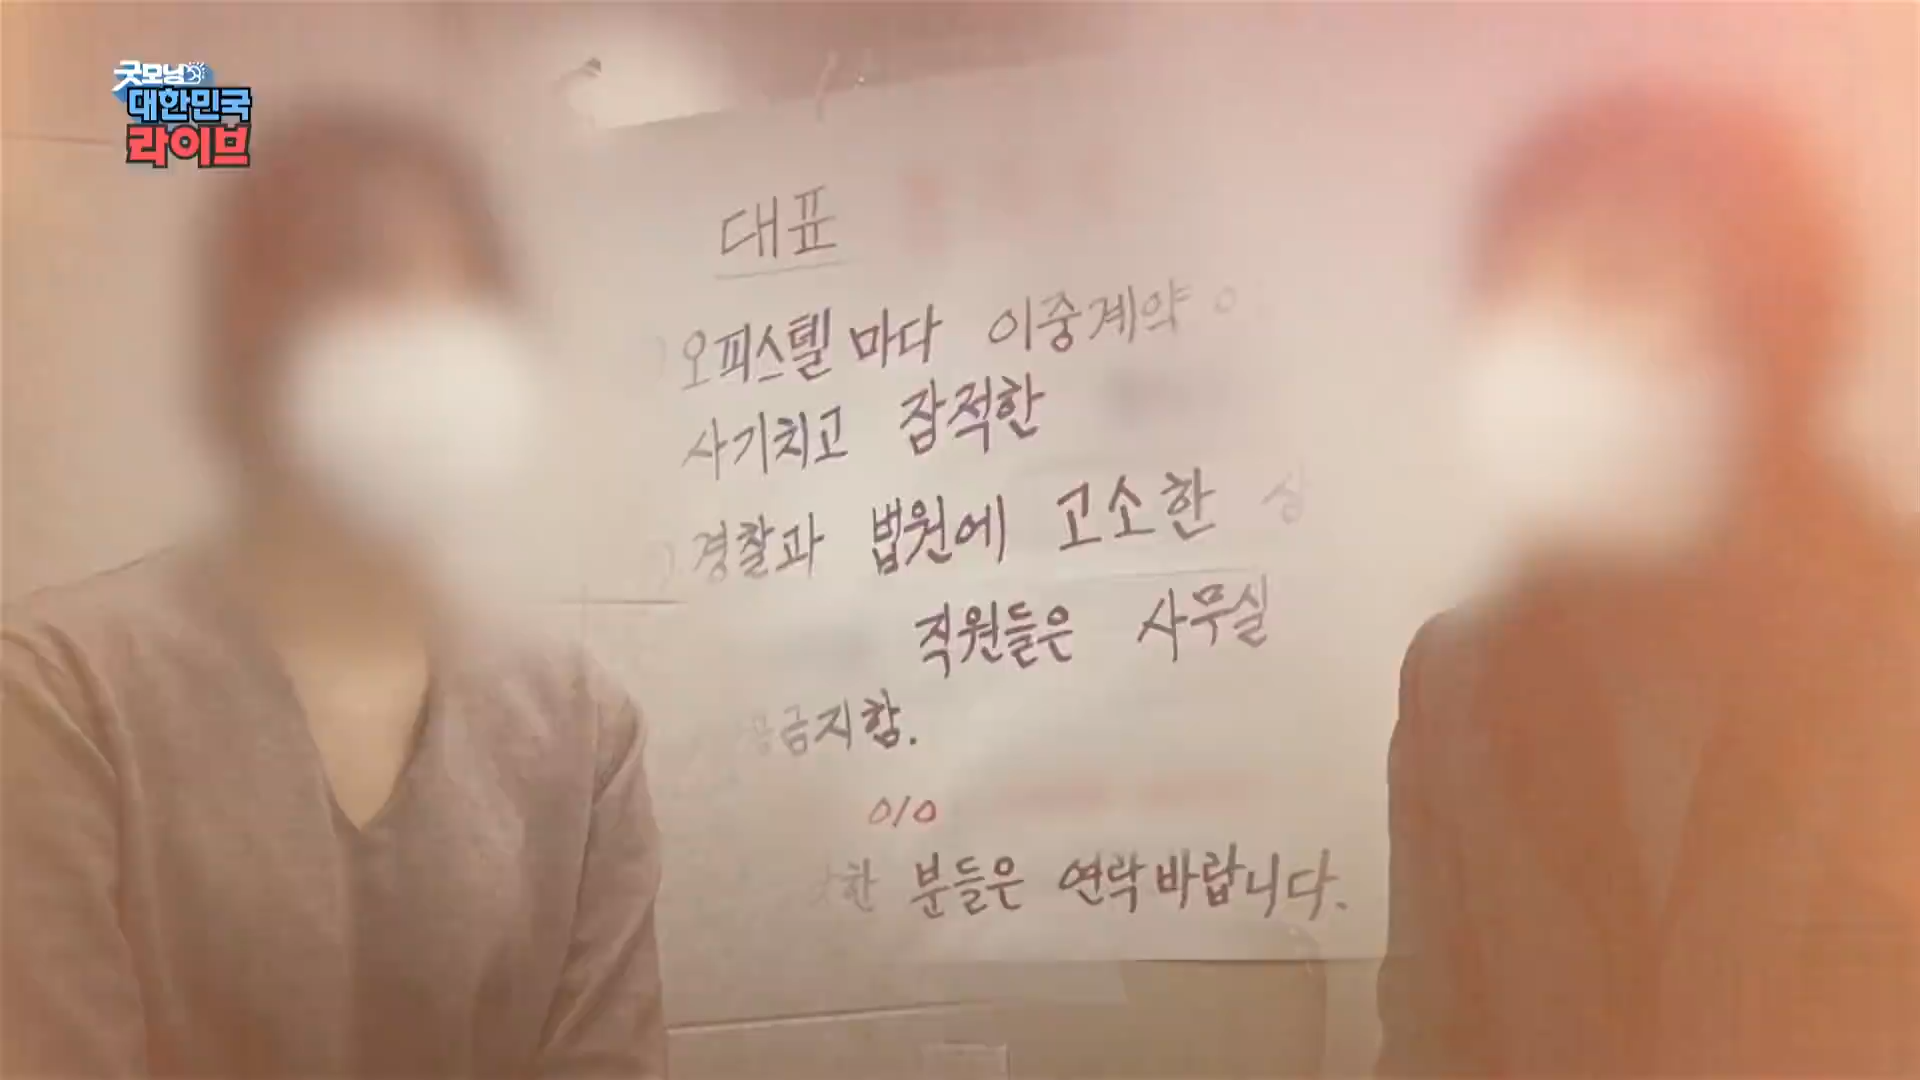 굿모닝
대한민국
라이브
대표
오피스텔 마다 이중계약
사기치고 잠적한
경찰과 법원에 고소한
직원들은 사무실
금지함.
010
분들은 연락바랍니다.